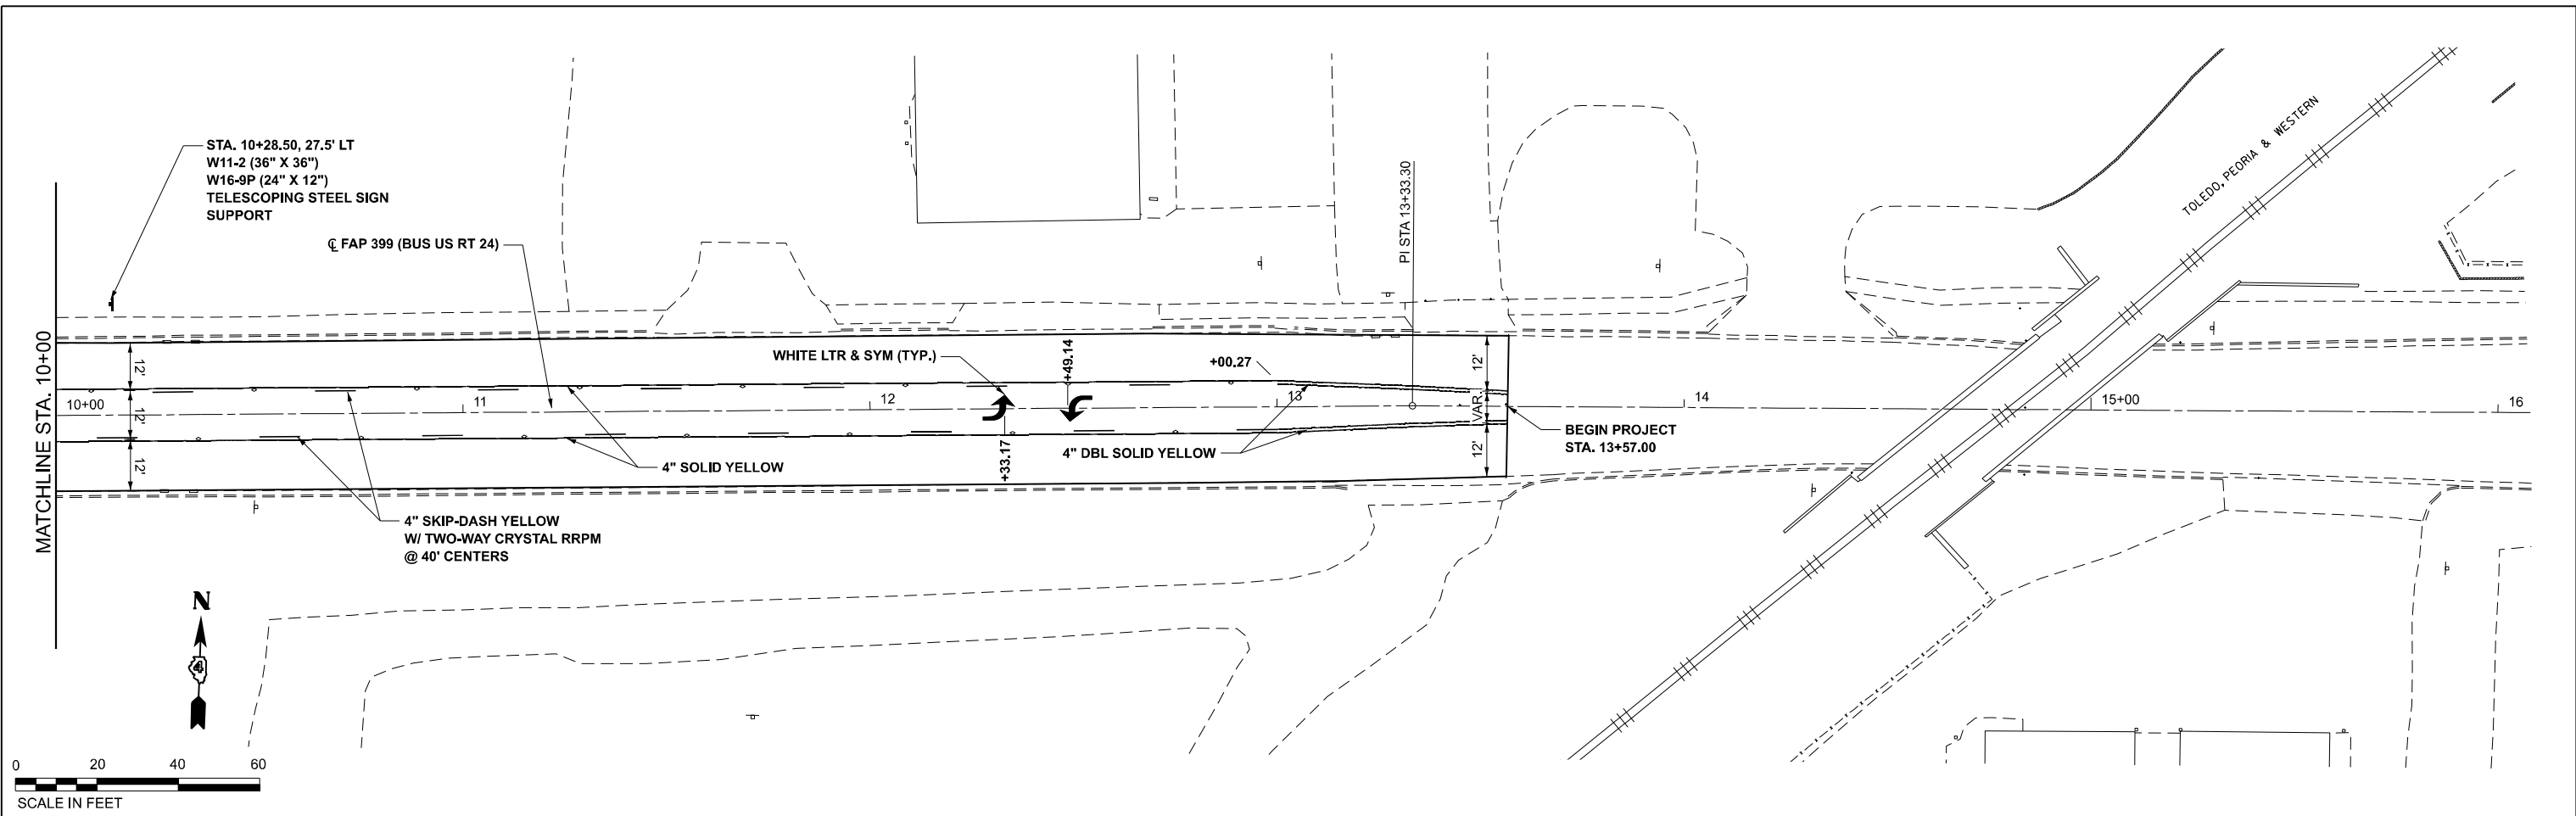 STA. 10+28.50, 27.5' LT
W11-2 (36" X 36")
W16-9P (24" X 12")
TELESCOPING STEEL SIGN
SUPPORT
℄ FAP 399 (BUS US RT 24)
TOLEDO, PEORIA & WESTERN
PI STA 13+33.30
MATCHLINE STA. 10+00
WHITE LTR & SYM (TYP.)
+49.14
+00.27
12'
12'
12'
12'
VAR.
12'
10+00
11
12
13
14
15+00
16
+33.17
4" SOLID YELLOW
4" DBL SOLID YELLOW
BEGIN PROJECT
STA. 13+57.00
4" SKIP-DASH YELLOW
W/ TWO-WAY CRYSTAL RRPM
@ 40' CENTERS
N
4
0 20 40 60
SCALE IN FEET